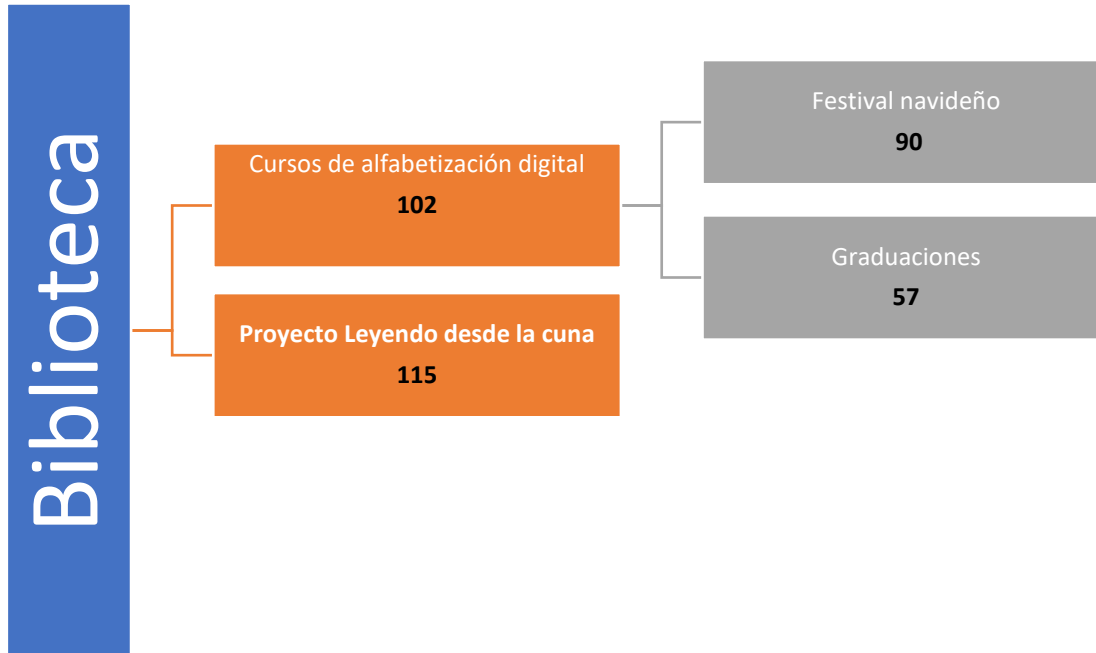 Biblioteca
Cursos de alfabetización digital
102
Proyecto Leyendo desde la cuna
115
Festival navideño
90
Graduaciones
57